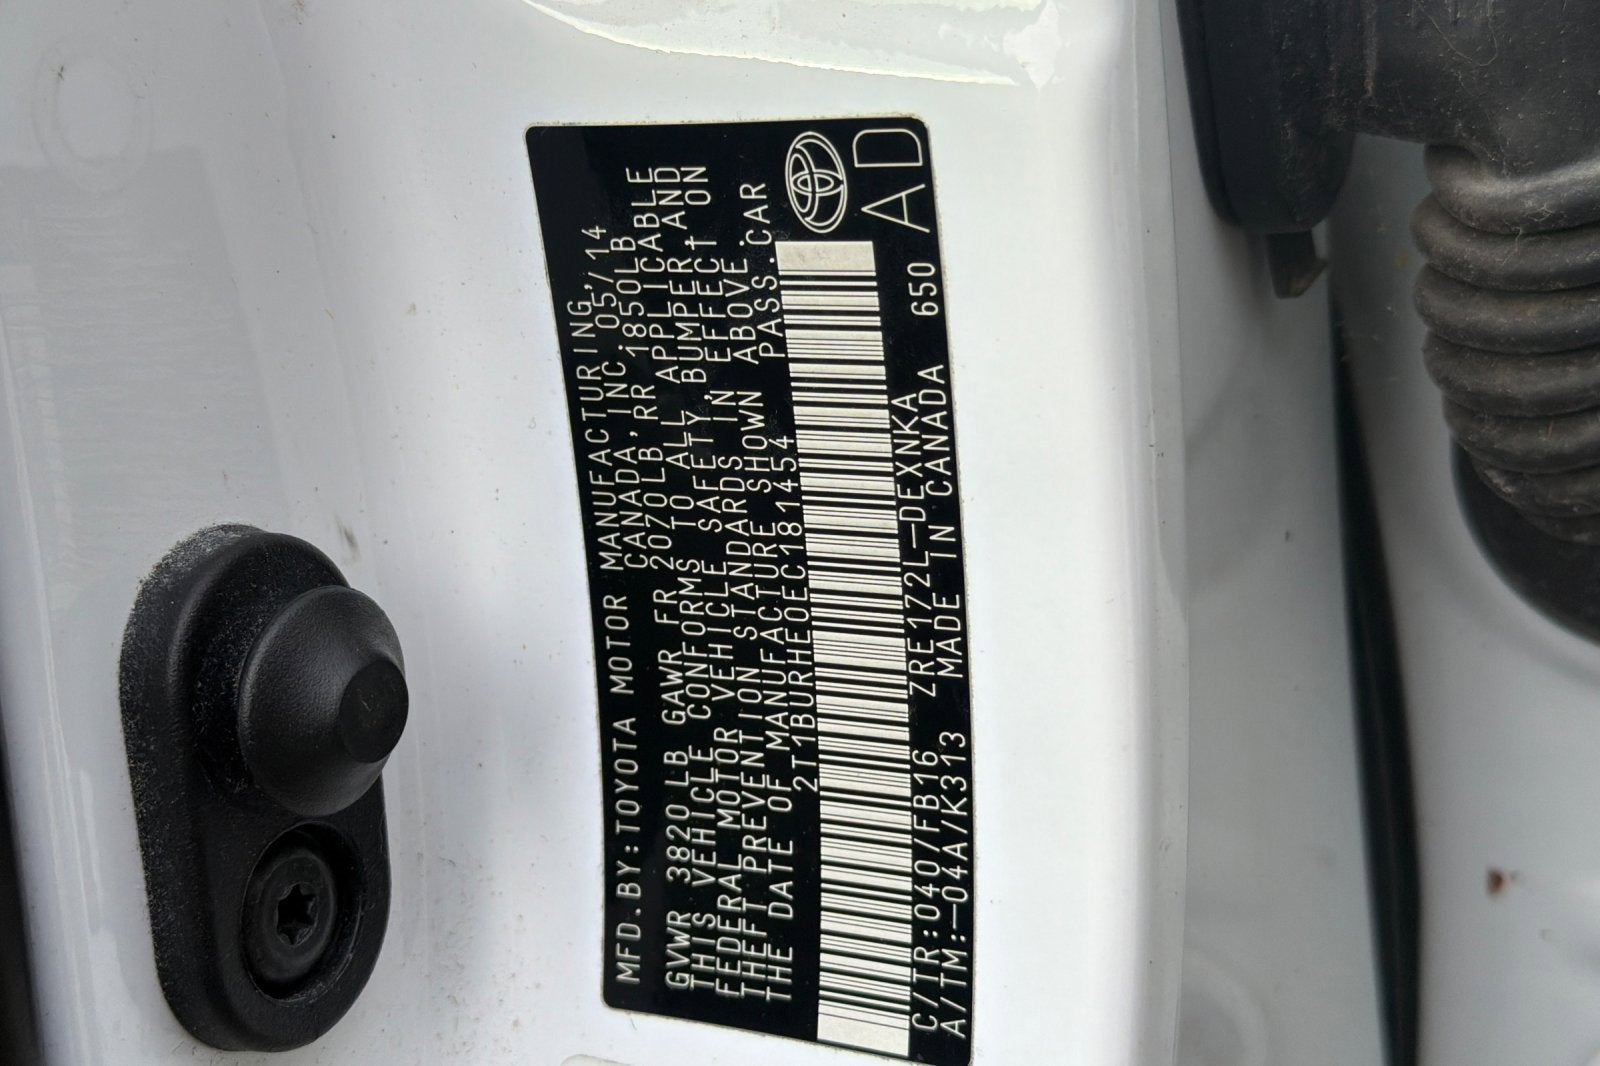 MFD.BY:TOYOTA MOTOR MANUFACTURING,
CANADA,INC. 05/14
GVWR 3820 LB GAWR FR 2070LB,RR 1850LB
THIS VEHICLE CONFORMS TO ALL APPLICABLE
FEDERAL MOTOR VEHICLE SAFETY,BUMPER,AND
THEFT PREVENTION STANDARDS IN EFFECT ON
THE DATE OF MANUFACTURE SHOWN ABOVE.
2T1BURHE0EC181454 PASS.CAR
C/TR:040/FB16 ZRE172L-DEXNKA
A/TM:-04A/K313 MADE IN CANADA 650
AD